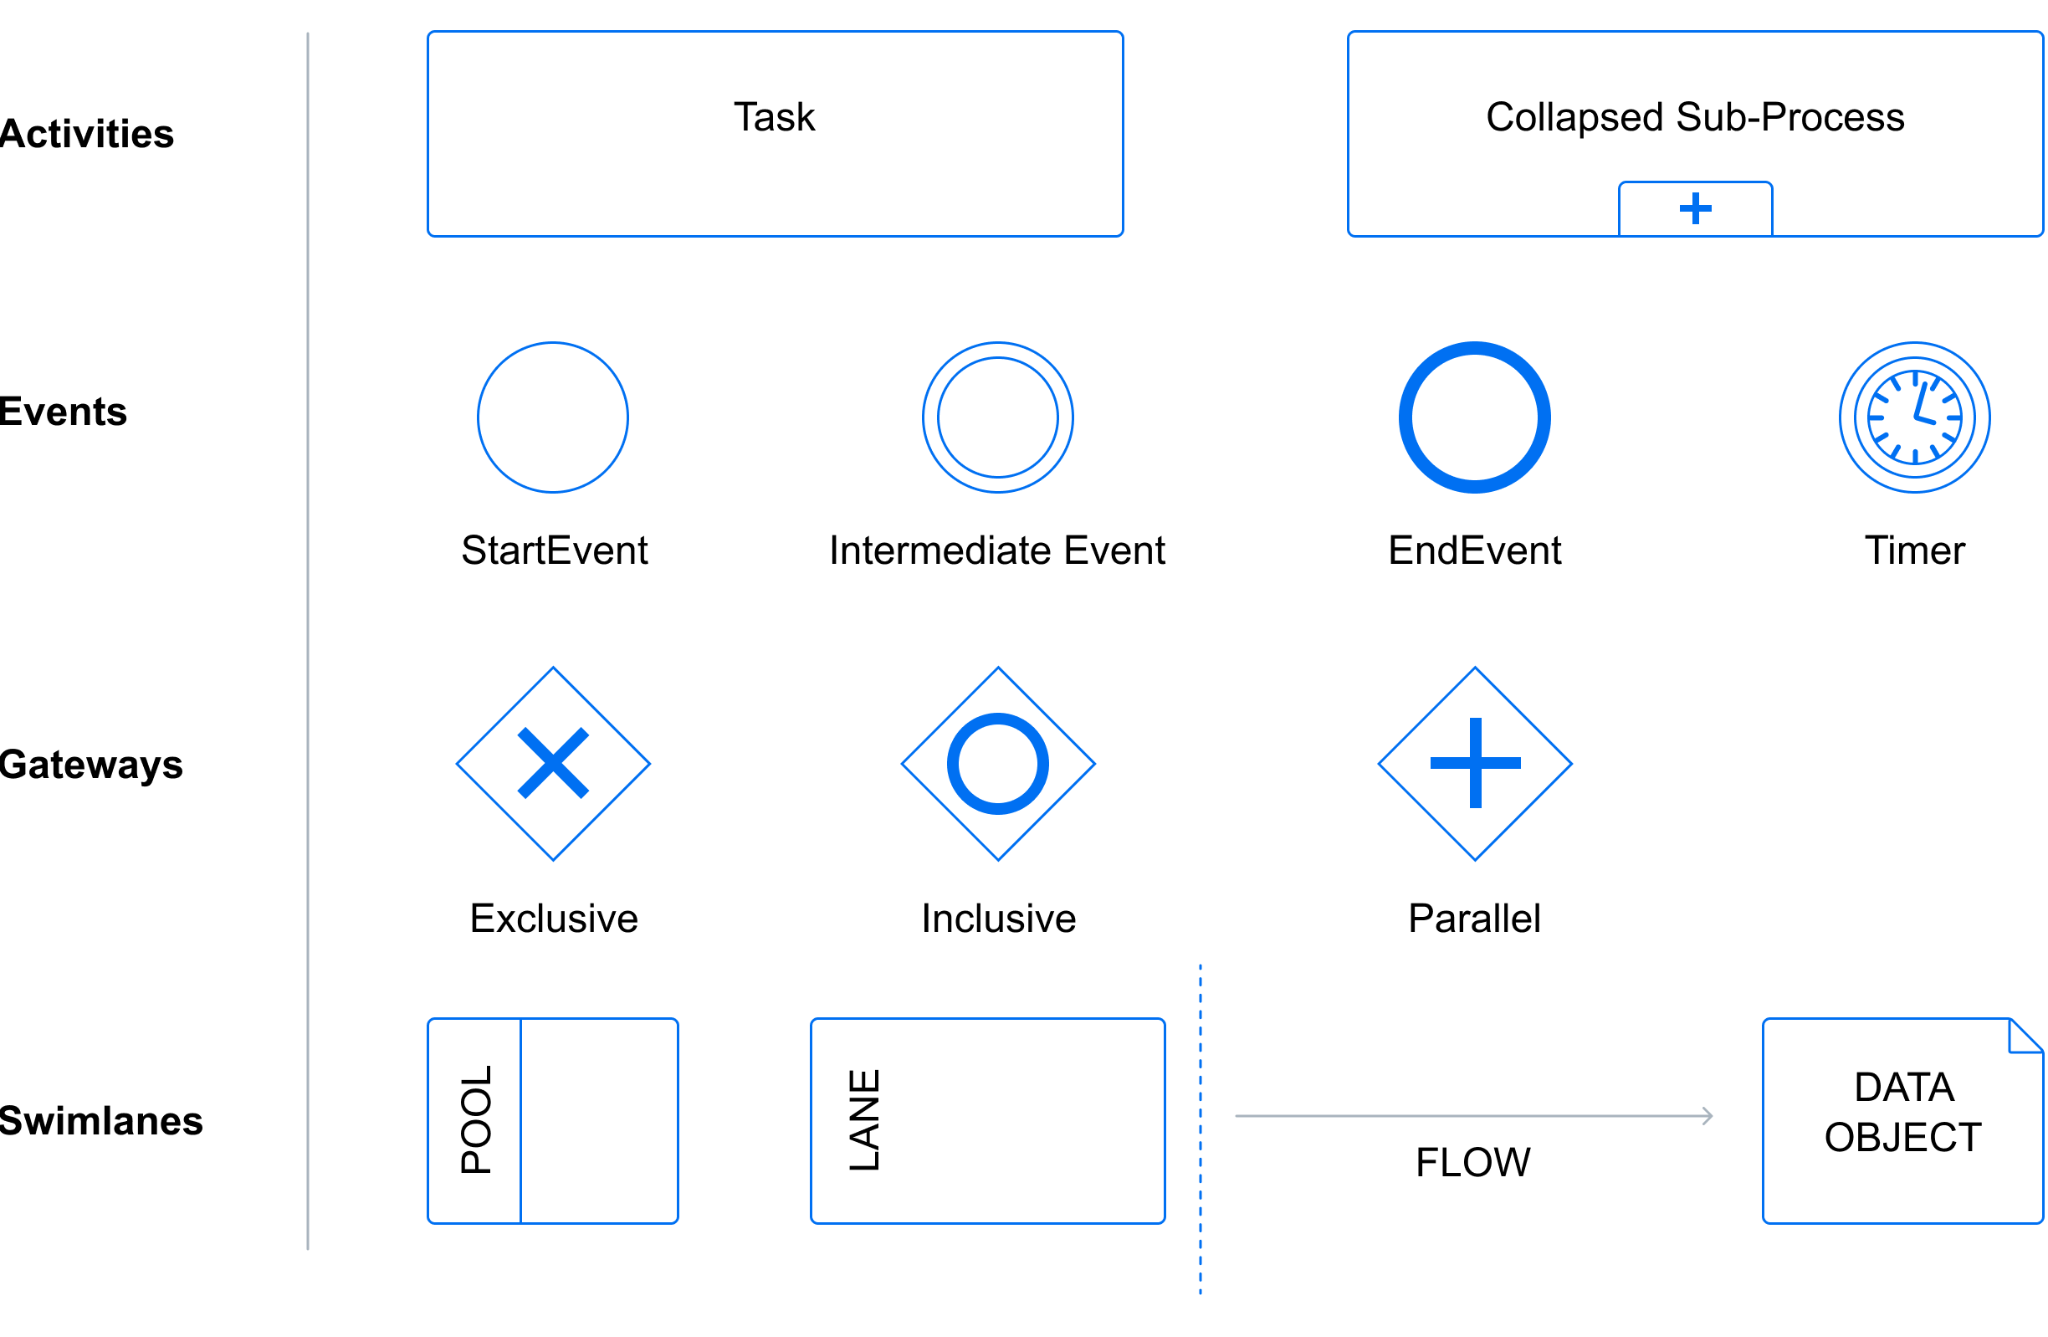 Activities
Task
Collapsed Sub-Process
Events
StartEvent
Intermediate Event
EndEvent
Timer
Gateways
Exclusive
Inclusive
Parallel
Swimlanes
POOL
LANE
FLOW
DATA
OBJECT